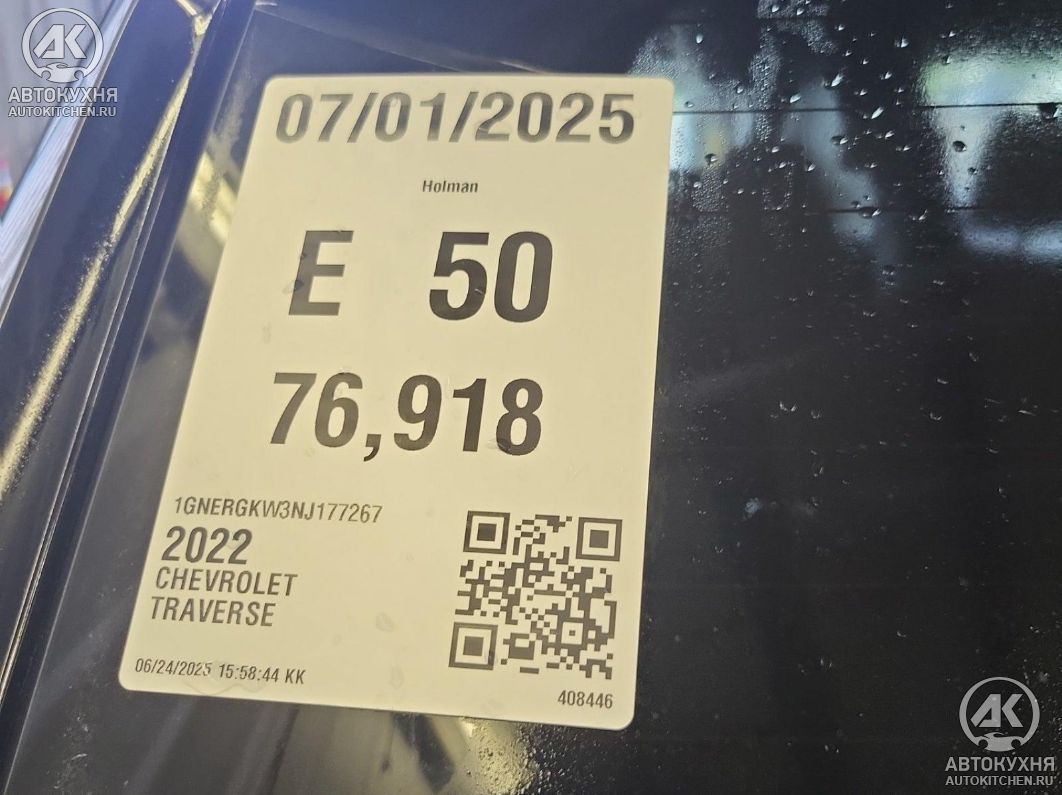 АК
АВТОКУХНЯ
AUTOKITCHEN.RU
07/01/2025
Holman
E 50
76,918
1GNERGKW3NJ177267
2022
CHEVROLET
TRAVERSE
06/24/2025 15:58:44 KK
408446
АК
АВТОКУХНЯ
AUTOKITCHEN.RU